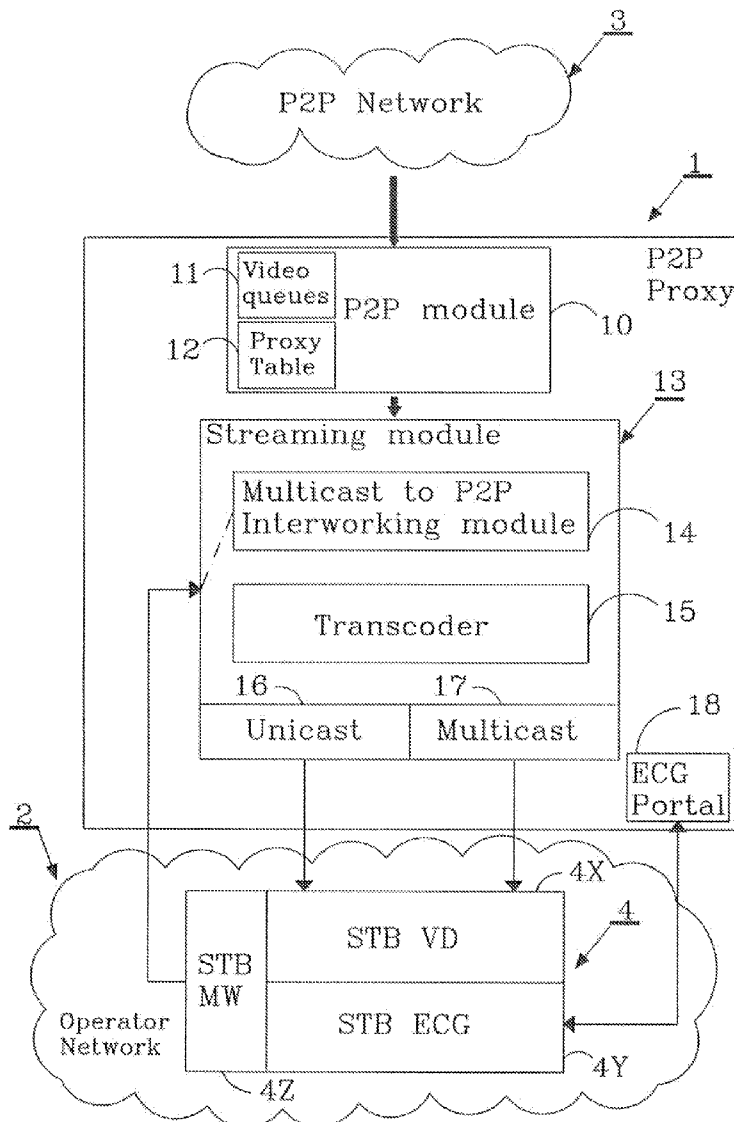 3
P2P Network
1
P2P
Proxy
11
Video
queues
P2P module
10
12
Proxy
Table
13
Streaming module
Multicast to P2P
Interworking module
14
Transcoder
15
16
17
Unicast
Multicast
18
ECG
Portal
2
4X
STB VD
4
STB
MW
STB ECG
Operator
Network
4Z
4Y